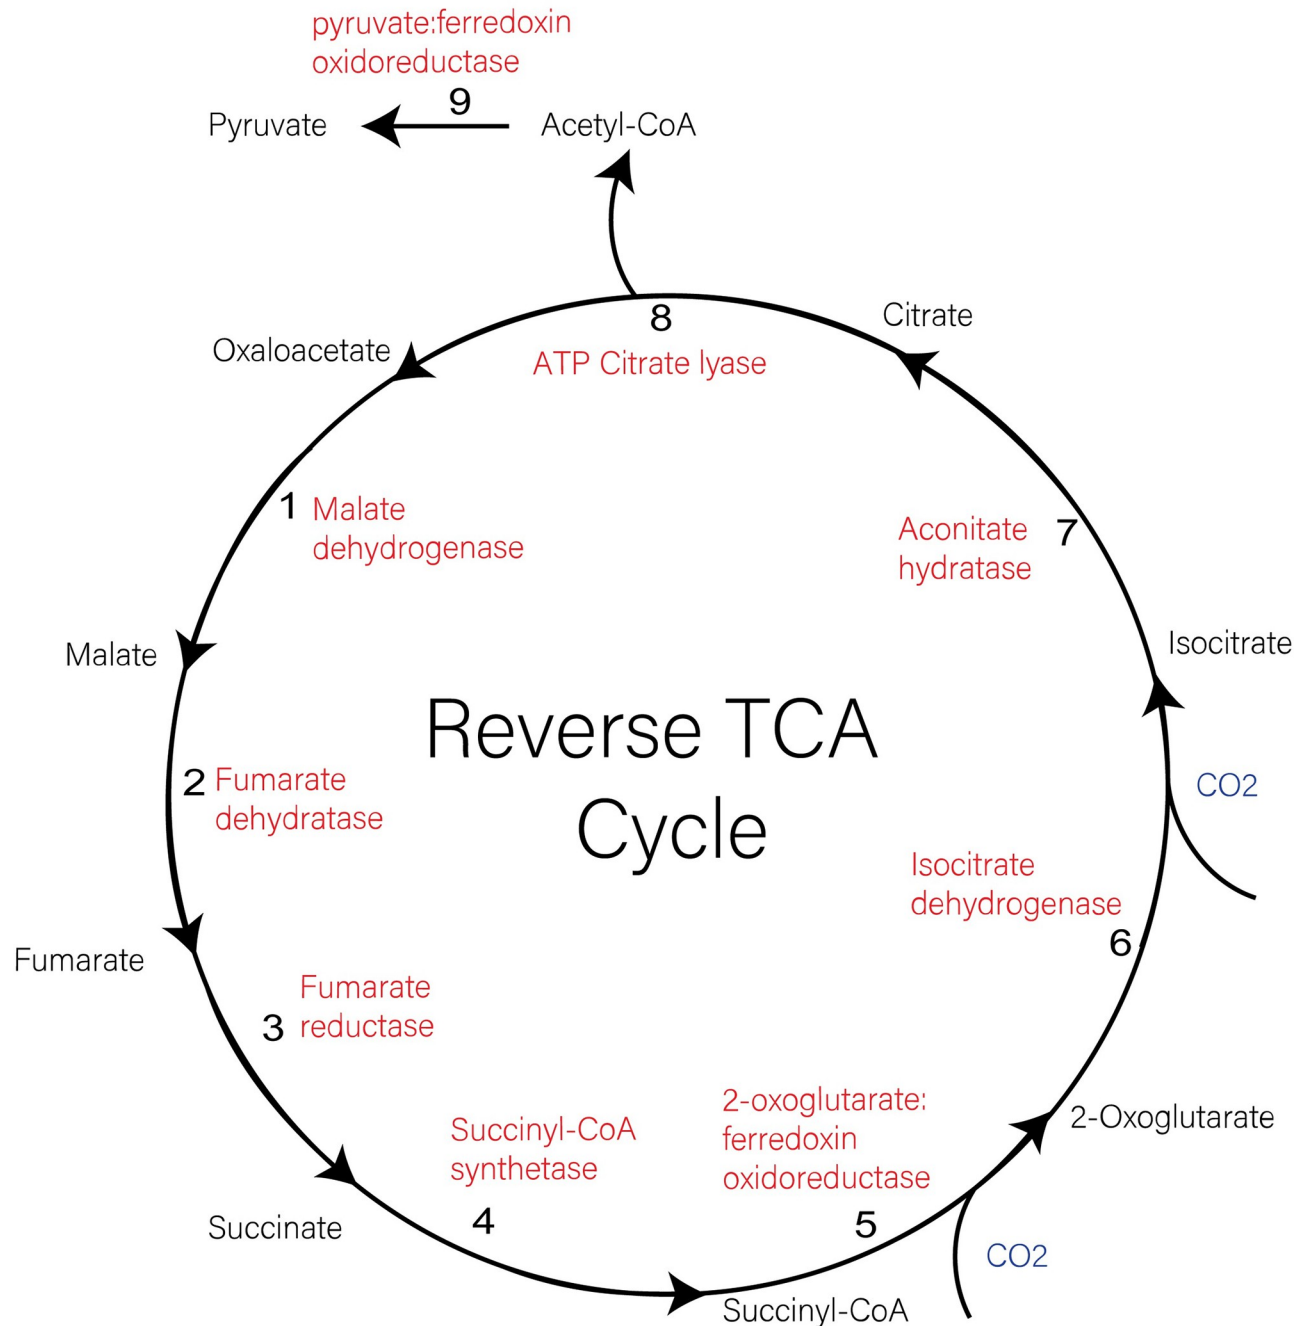 pyruvate:ferredoxin
oxidoreductase
9
Pyruvate
Acetyl-CoA
8
ATP Citrate lyase
Citrate
Oxaloacetate
1
Malate
dehydrogenase
Aconitate
hydratase
7
Malate
Isocitrate
Reverse TCA
Cycle
2
Fumarate
dehydratase
CO2
Isocitrate
dehydrogenase
6
Fumarate
3
Fumarate
reductase
Succinyl-CoA
synthetase
4
2-oxoglutarate:
ferredoxin
oxidoreductase
5
2-Oxoglutarate
Succinate
CO2
Succinyl-CoA